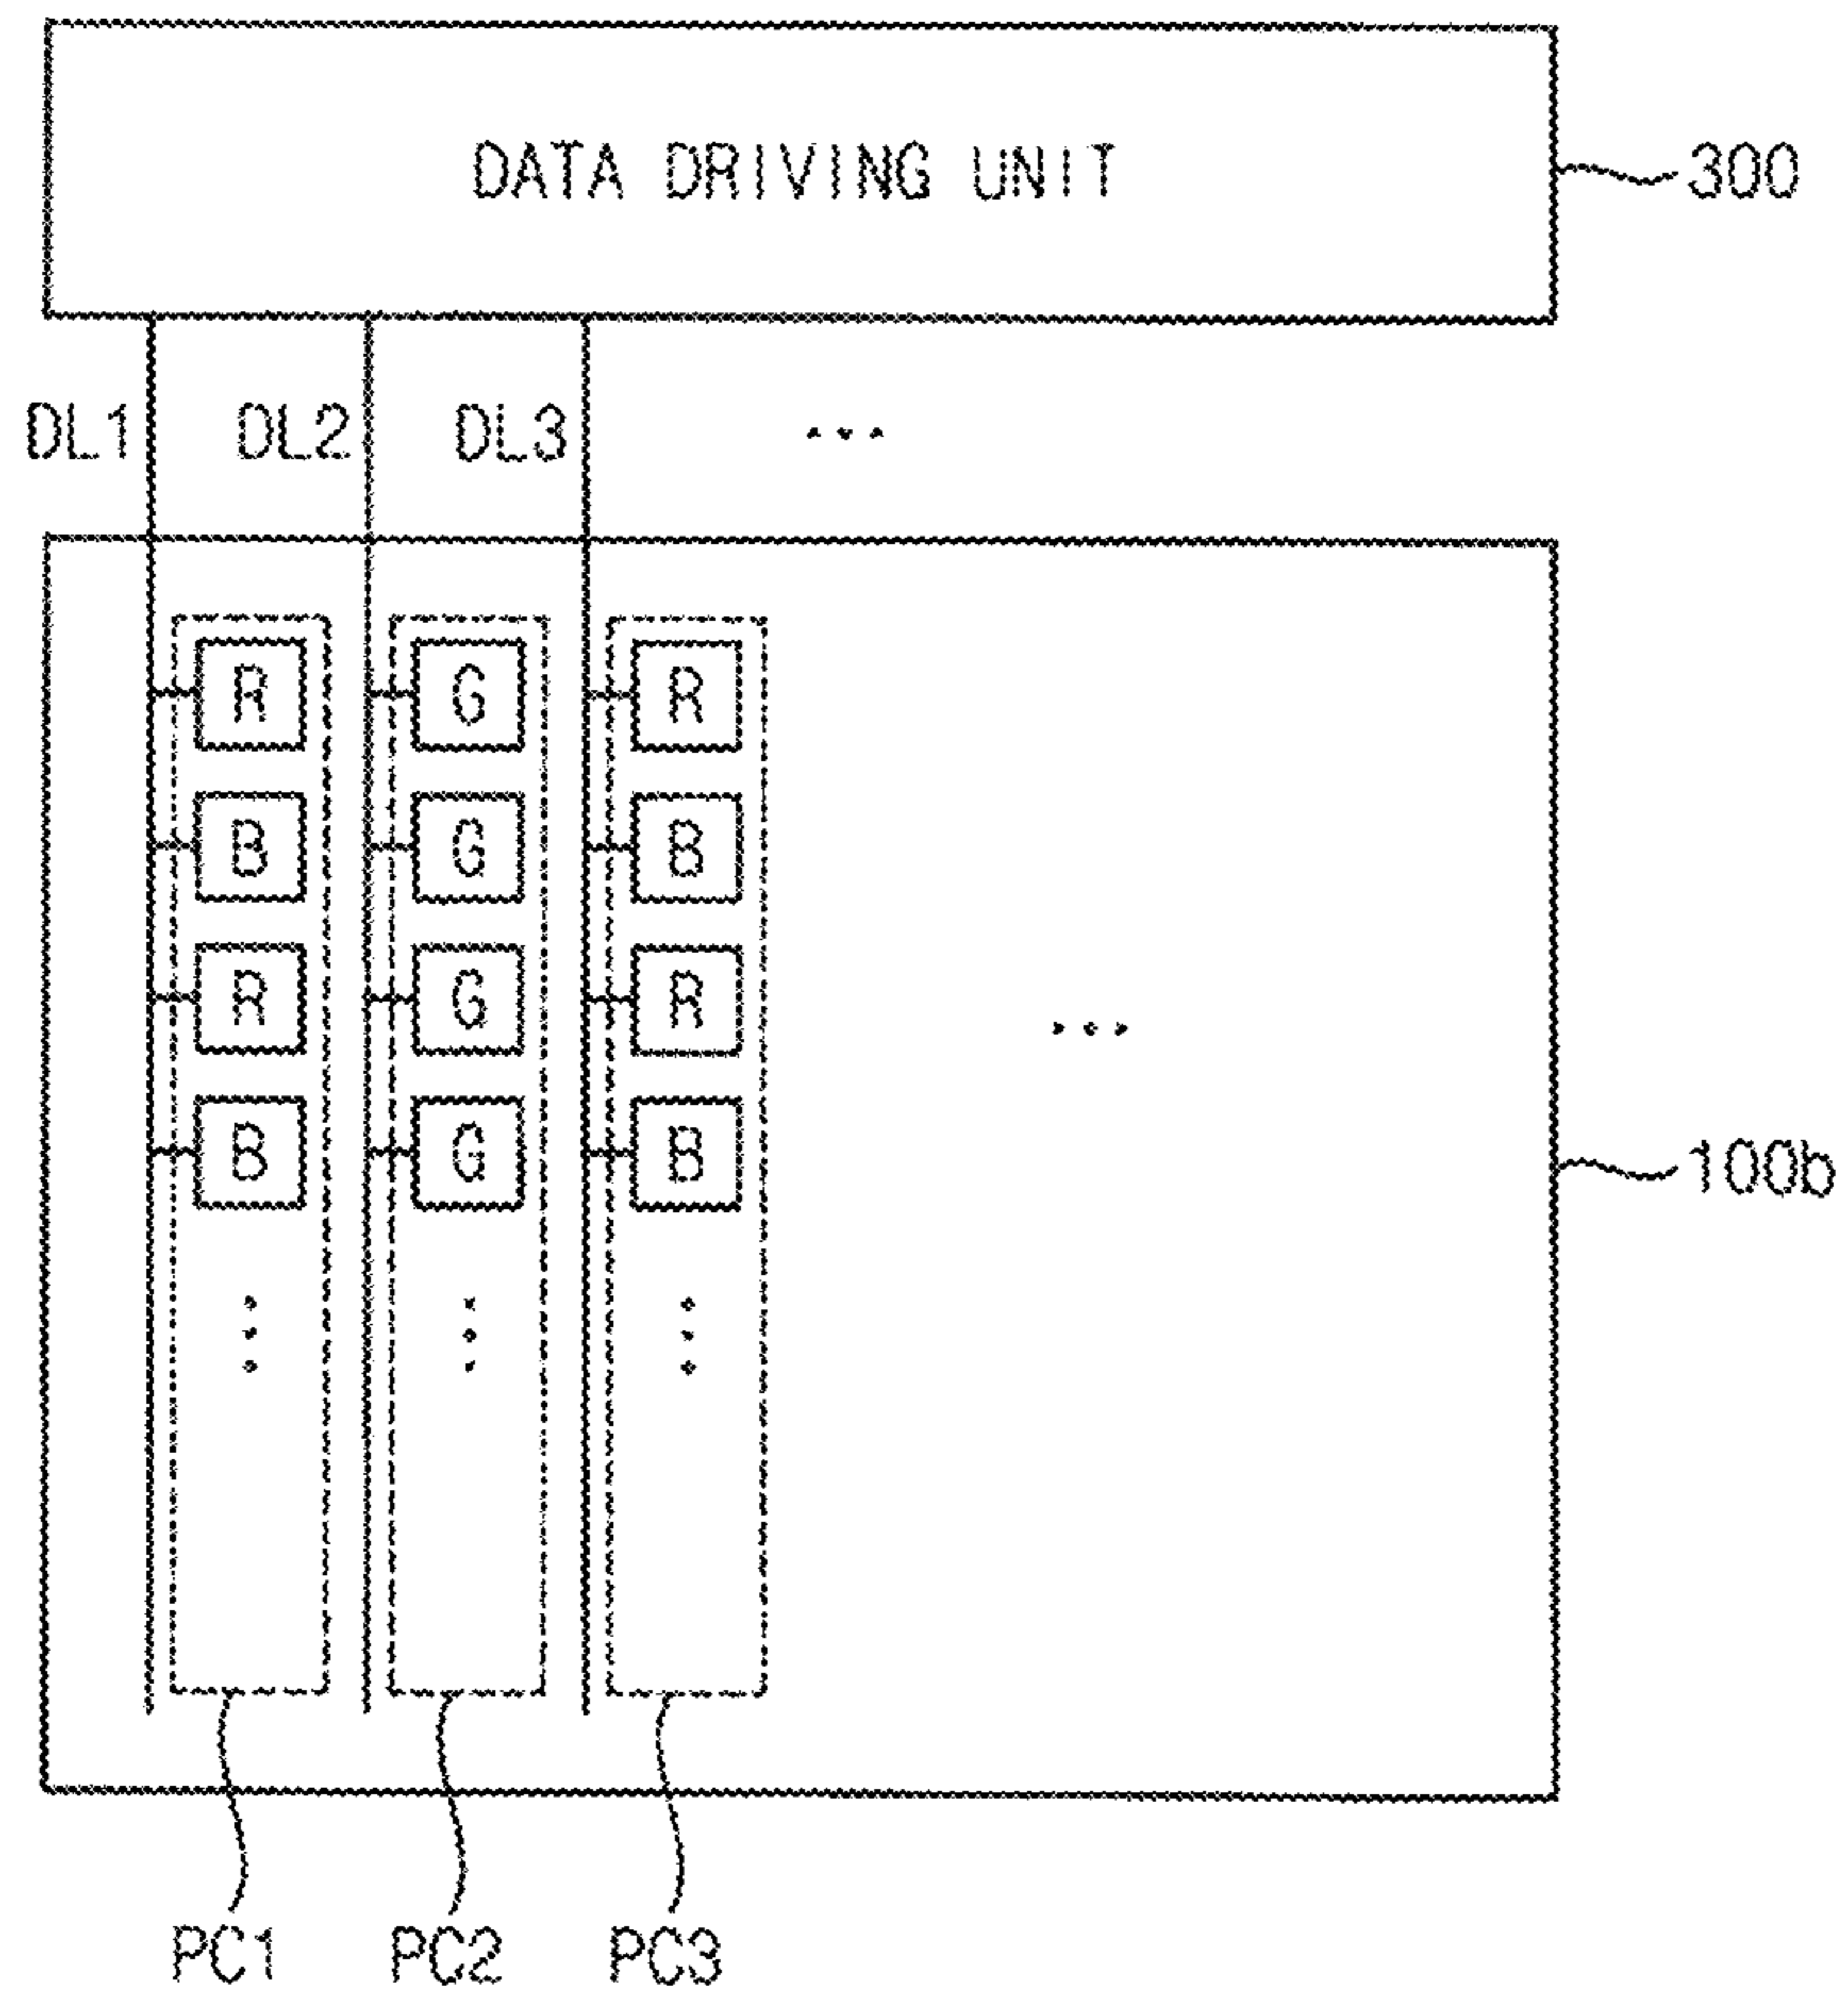 DATA DRIVING UNIT
300
DL1 DL2 DL3 ...
R G R
B G B
R G R
...
B G B
100b
PC1 PC2 PC3